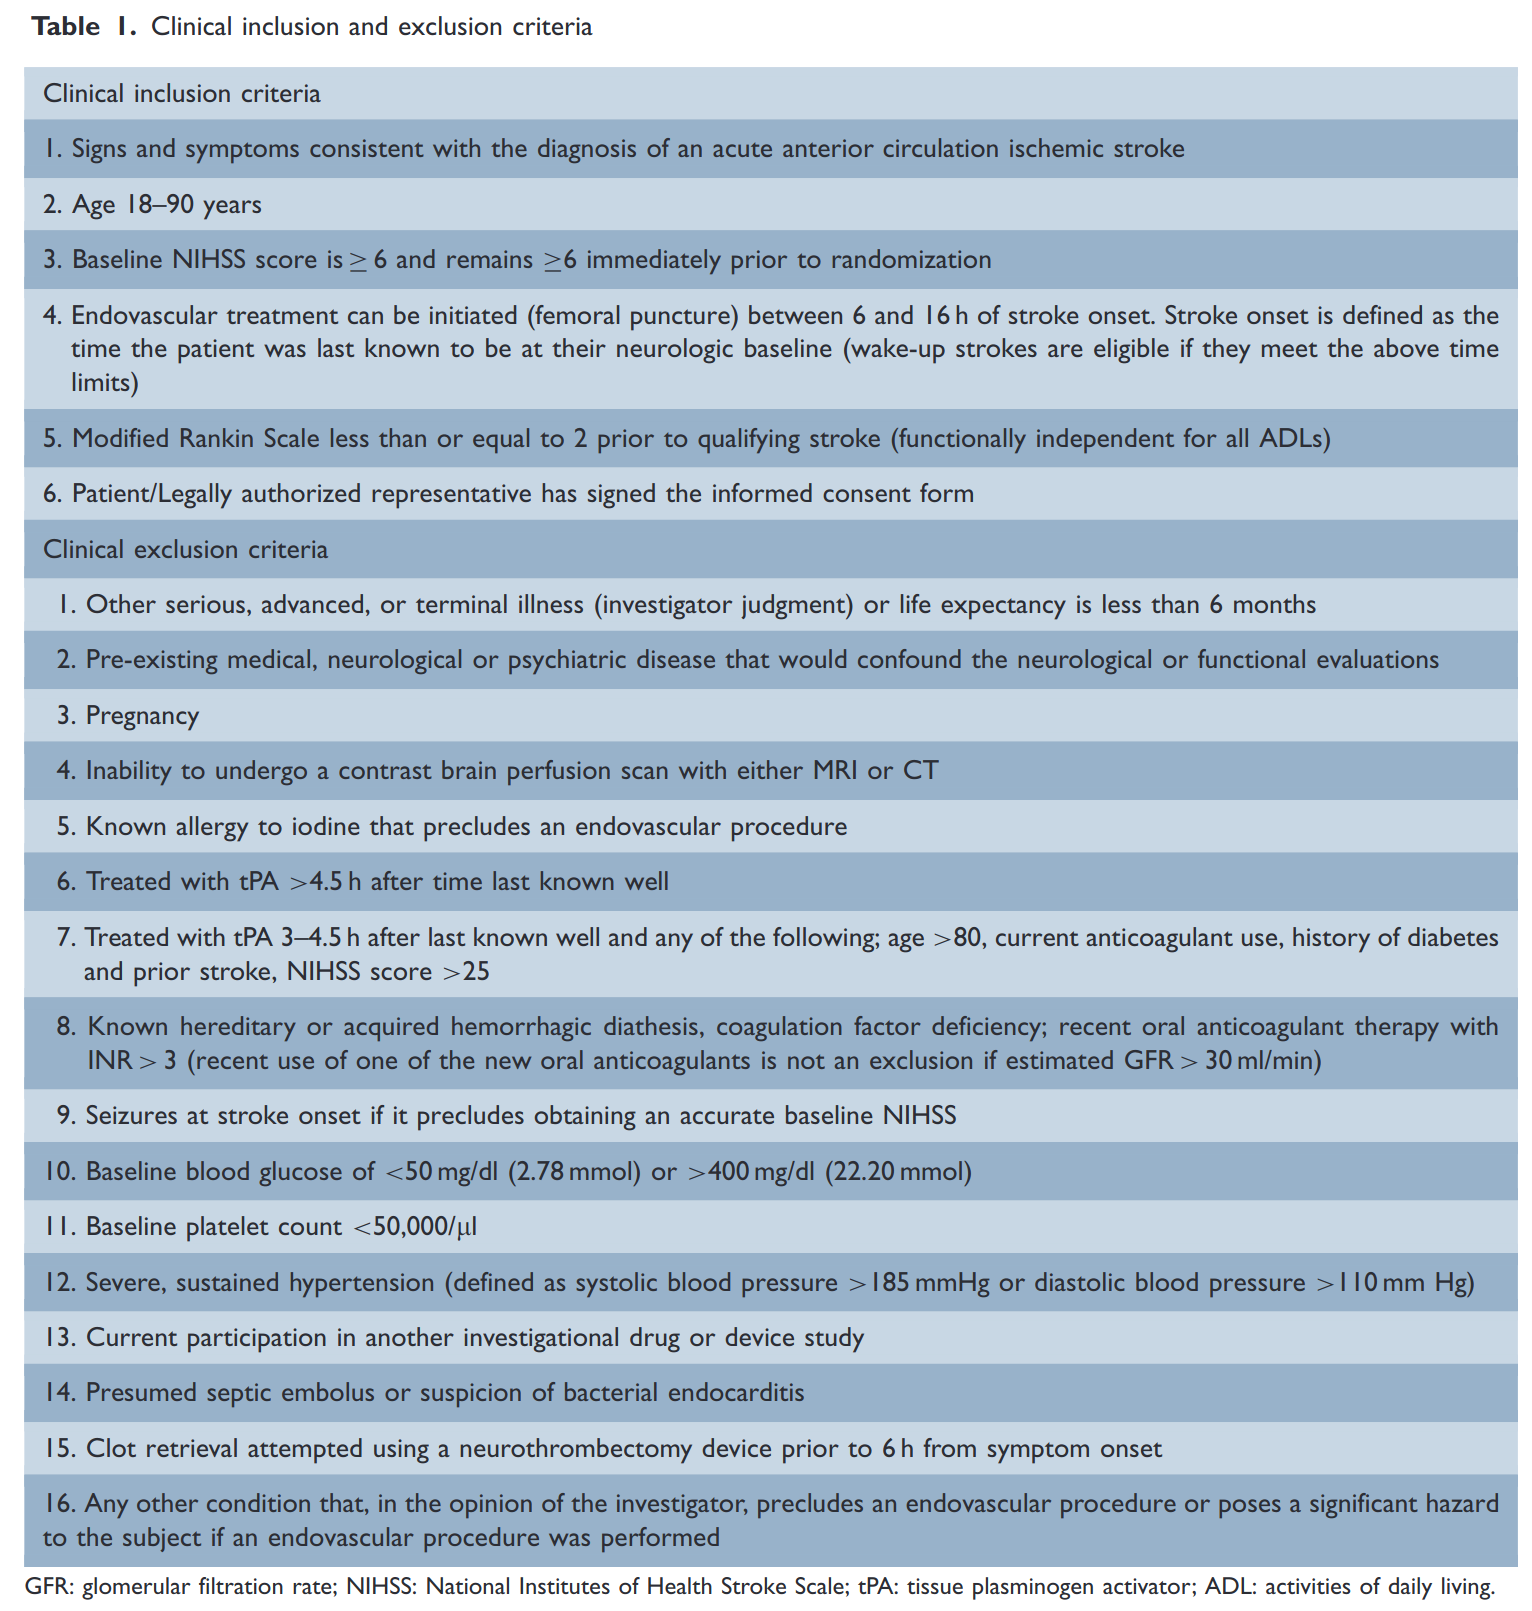 Table 1. Clinical inclusion and exclusion criteria
Clinical inclusion criteria
1. Signs and symptoms consistent with the diagnosis of an acute anterior circulation ischemic stroke
2. Age 18–90 years
3. Baseline NIHSS score is ≥ 6 and remains ≥6 immediately prior to randomization
4. Endovascular treatment can be initiated (femoral puncture) between 6 and 16 h of stroke onset. Stroke onset is defined as the
time the patient was last known to be at their neurologic baseline (wake-up strokes are eligible if they meet the above time
limits)
5. Modified Rankin Scale less than or equal to 2 prior to qualifying stroke (functionally independent for all ADLs)
6. Patient/Legally authorized representative has signed the informed consent form
Clinical exclusion criteria
1. Other serious, advanced, or terminal illness (investigator judgment) or life expectancy is less than 6 months
2. Pre-existing medical, neurological or psychiatric disease that would confound the neurological or functional evaluations
3. Pregnancy
4. Inability to undergo a contrast brain perfusion scan with either MRI or CT
5. Known allergy to iodine that precludes an endovascular procedure
6. Treated with tPA >4.5 h after time last known well
7. Treated with tPA 3–4.5 h after last known well and any of the following; age >80, current anticoagulant use, history of diabetes
and prior stroke, NIHSS score >25
8. Known hereditary or acquired hemorrhagic diathesis, coagulation factor deficiency; recent oral anticoagulant therapy with
INR > 3 (recent use of one of the new oral anticoagulants is not an exclusion if estimated GFR > 30 ml/min)
9. Seizures at stroke onset if it precludes obtaining an accurate baseline NIHSS
10. Baseline blood glucose of <50 mg/dl (2.78 mmol) or >400 mg/dl (22.20 mmol)
11. Baseline platelet count <50,000/μl
12. Severe, sustained hypertension (defined as systolic blood pressure >185 mmHg or diastolic blood pressure >110 mm Hg)
13. Current participation in another investigational drug or device study
14. Presumed septic embolus or suspicion of bacterial endocarditis
15. Clot retrieval attempted using a neurothrombectomy device prior to 6 h from symptom onset
16. Any other condition that, in the opinion of the investigator, precludes an endovascular procedure or poses a significant hazard
to the subject if an endovascular procedure was performed
GFR: glomerular filtration rate; NIHSS: National Institutes of Health Stroke Scale; tPA: tissue plasminogen activator; ADL: activities of daily living.